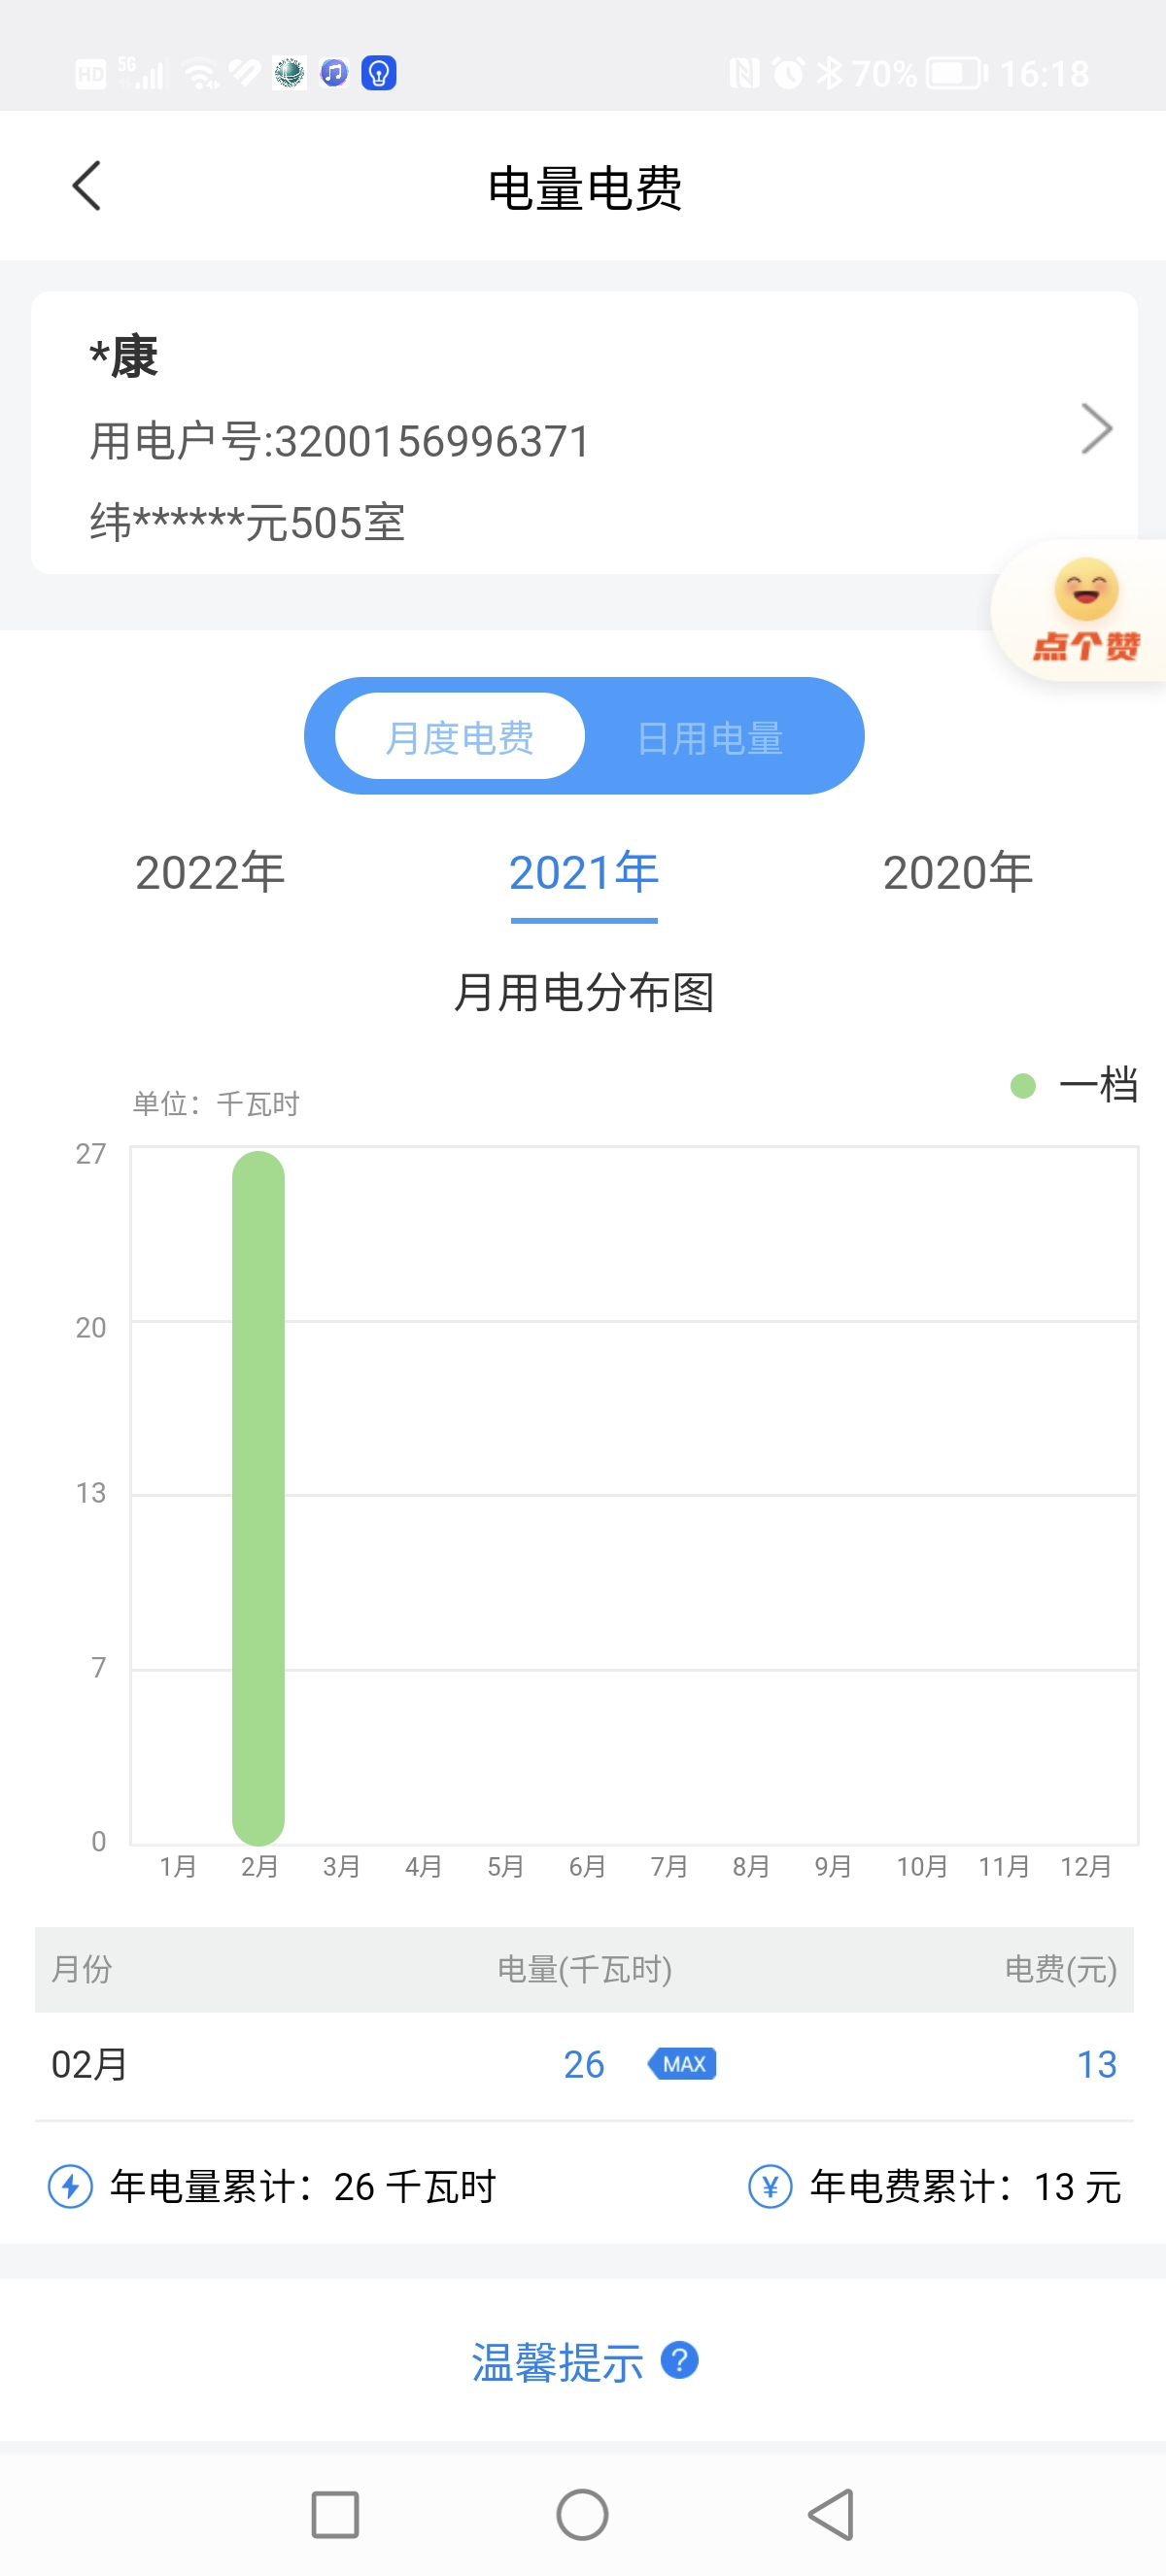 HD 5G 70% 16:18
电量电费
*康
用电户号:3200156996371
纬******元505室
点个赞
月度电费 日用电量
2022年 2021年 2020年
月用电分布图
一档
单位：千瓦时
27
20
13
7
0
1月 2月 3月 4月 5月 6月 7月 8月 9月 10月 11月 12月
月份 电量(千瓦时) 电费(元)
02月 26 MAX 13
年电量累计：26 千瓦时 ¥ 年电费累计：13 元
温馨提示 ?